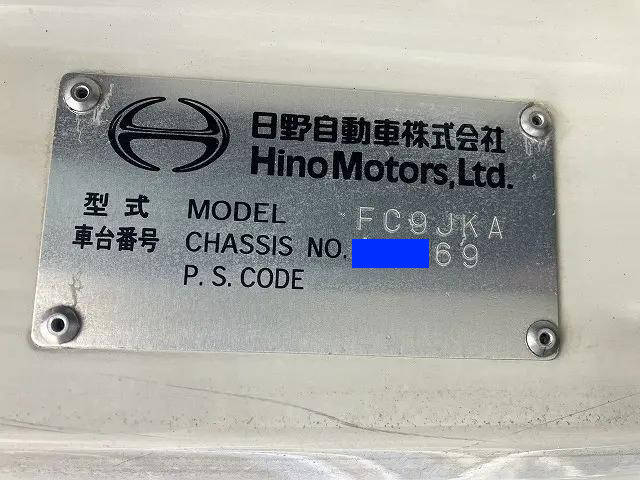 日野自動車株式会社
Hino Motors, Ltd.
型式 MODEL FC9JKA
車台番号 CHASSIS NO. 69
P. S. CODE